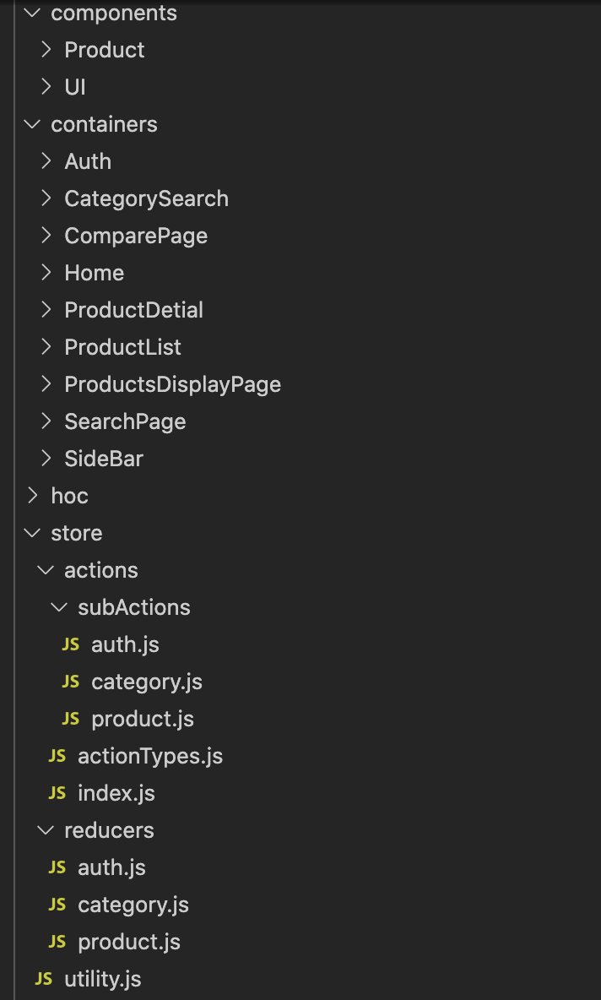 components
Product
UI
containers
Auth
CategorySearch
ComparePage
Home
ProductDetial
ProductList
ProductsDisplayPage
SearchPage
SideBar
hoc
store
actions
subActions
JS auth.js
JS category.js
JS product.js
JS actionTypes.js
JS index.js
reducers
JS auth.js
JS category.js
JS product.js
JS utility.js